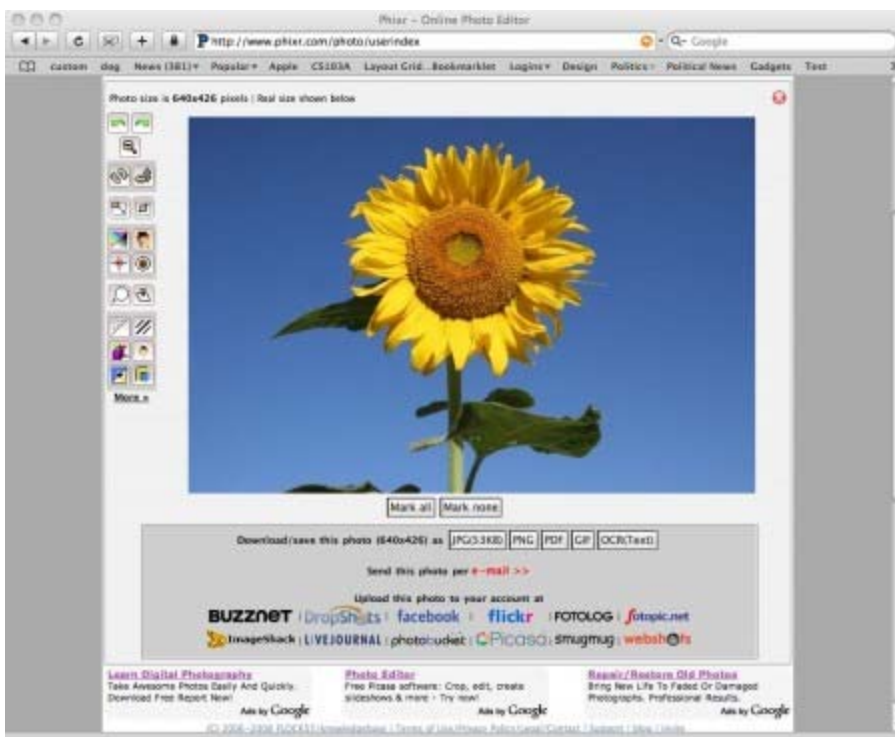 Phixr - Online Photo Editor
http://www.phixr.com/photo/userindex
Google
custom dog News (381) Popular Apple CS103A Layout Grid...Bookmarklet Logins Design Politics Political News Gadgets Test
Photo size is 640x426 pixels | Real size shown below
More »
Mark all Mark none
Download/save this photo (640x426) as JPG(53KB) PNG PDF GIF OCR(Text)
Send this photo per e-mail >>
Upload this photo to your account at
BUZZNET | DropShots | facebook | flickr | FOTOLOG | fotopic.net
ImageShack | LIVEJOURNAL | photobucket | Picasa | smugmug | webshots
Learn Digital Photography Photo Editor Repair/Restore Old Photos
Take Awesome Photos Easily And Quickly. Free Picasa software: Crop, edit, create Bring New Life To Faded Or Damaged
Download Free Report Now! slideshows & more - Try now! Photographs. Professional Results.
Ads by Google Ads by Google Ads by Google